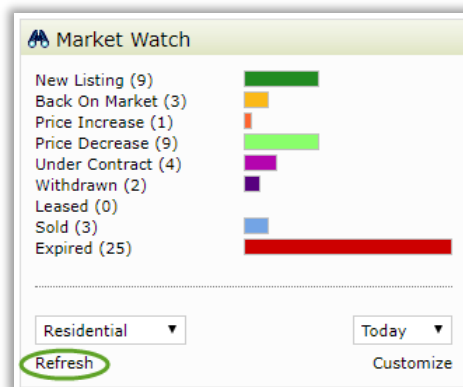 Market Watch
New Listing (9)
Back On Market (3)
Price Increase (1)
Price Decrease (9)
Under Contract (4)
Withdrawn (2)
Leased (0)
Sold (3)
Expired (25)
Residential Today
Refresh Customize